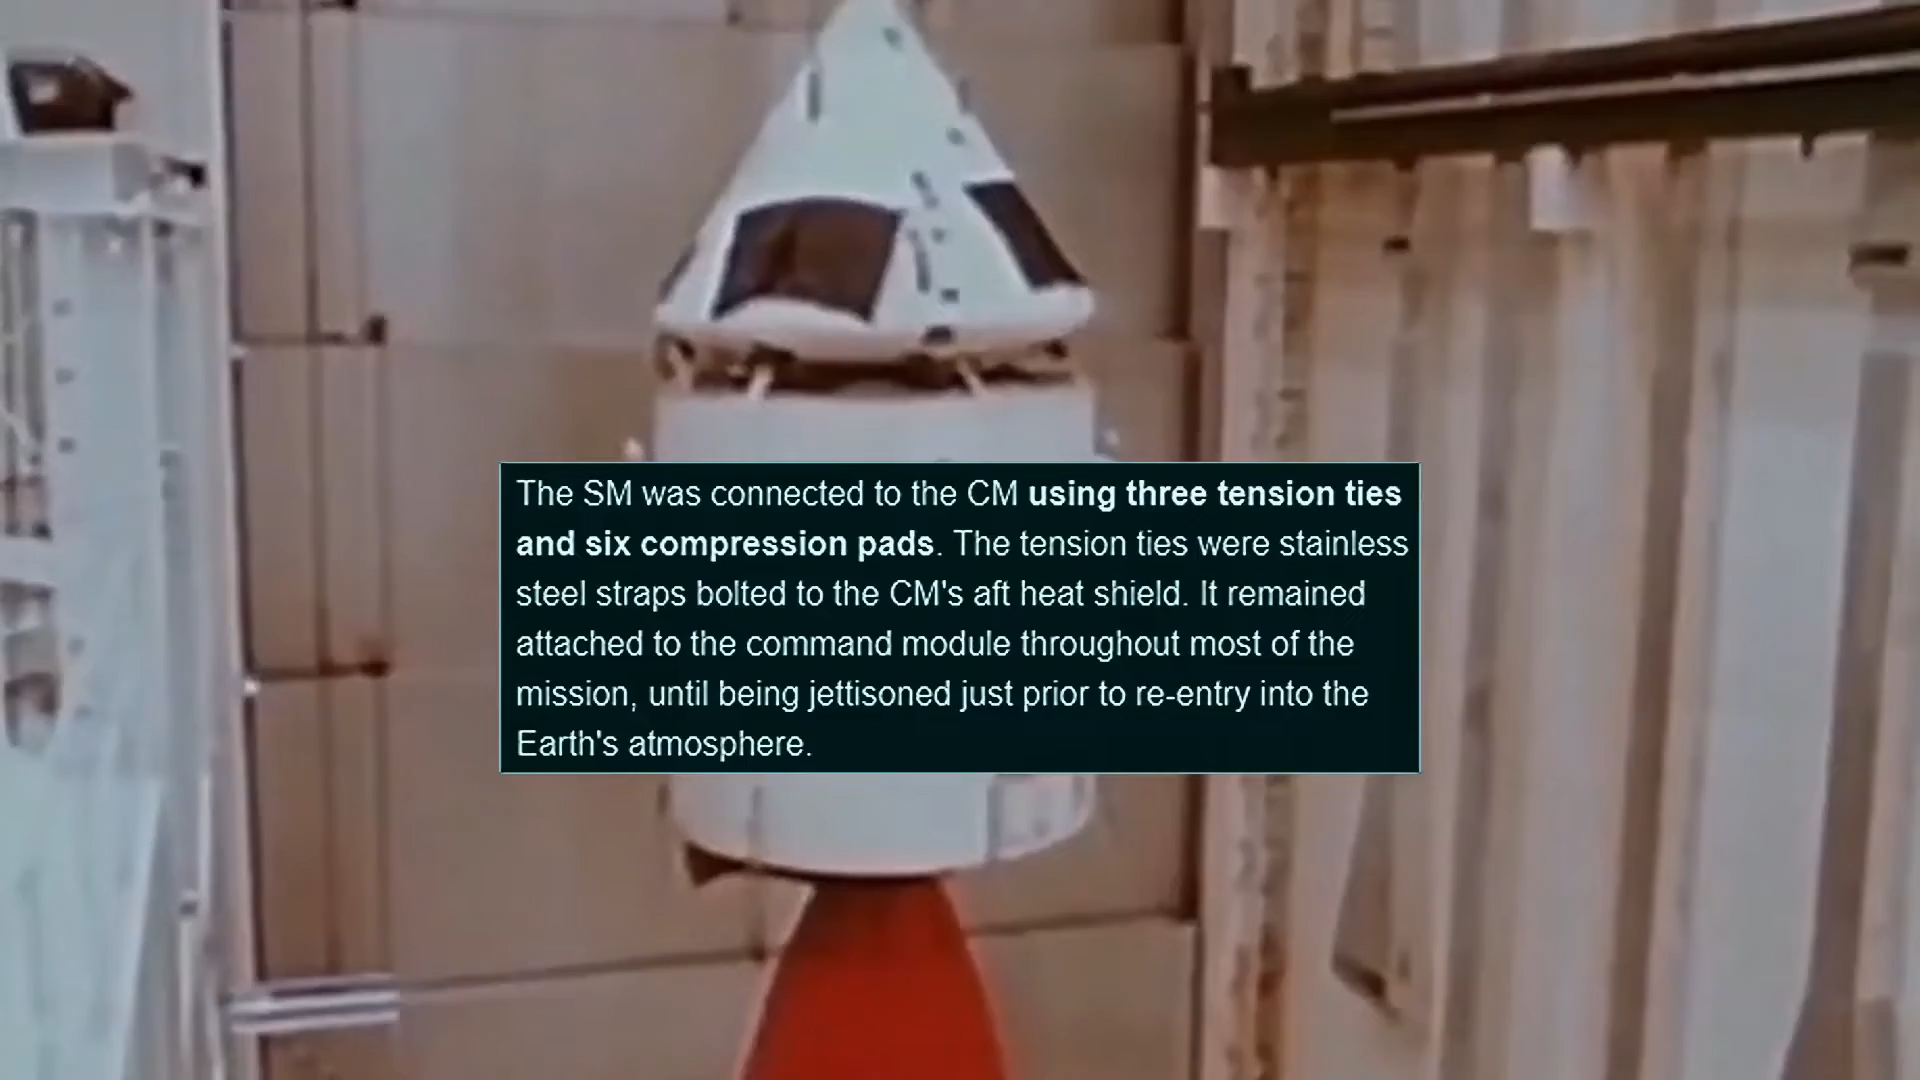 The SM was connected to the CM using three tension ties
and six compression pads. The tension ties were stainless
steel straps bolted to the CM's aft heat shield. It remained
attached to the command module throughout most of the
mission, until being jettisoned just prior to re-entry into the
Earth's atmosphere.